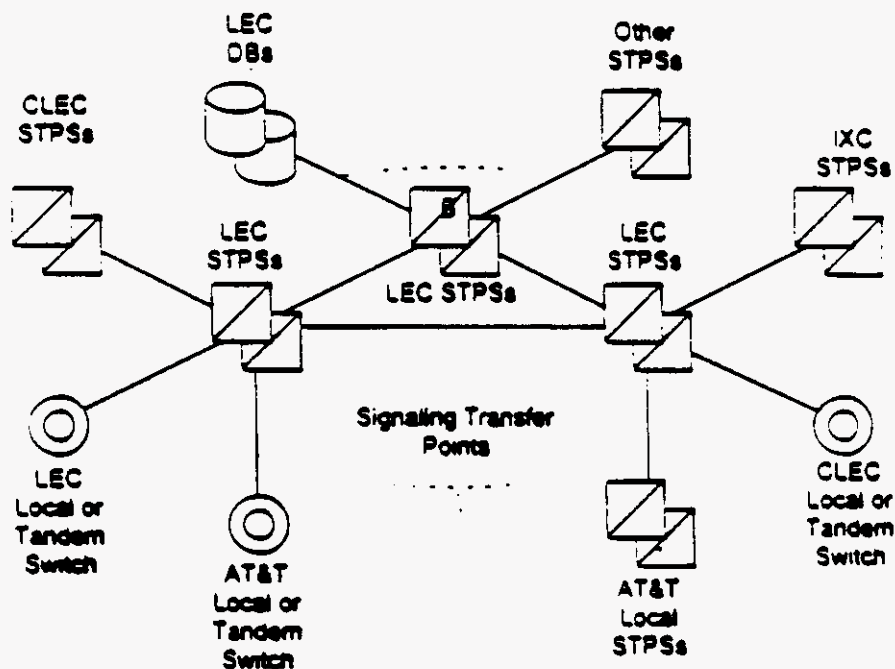 LEC
DBs
Other
STPSs
CLEC
STPSs
IXC
STPSs
LEC
STPSs
LEC
STPSs
LEC STPSs
Signaling Transfer
Points
LEC
Local or
Tandem
Switch
CLEC
Local or
Tandem
Switch
AT&T
Local or
Tandem
Switch
AT&T
Local
STPSs